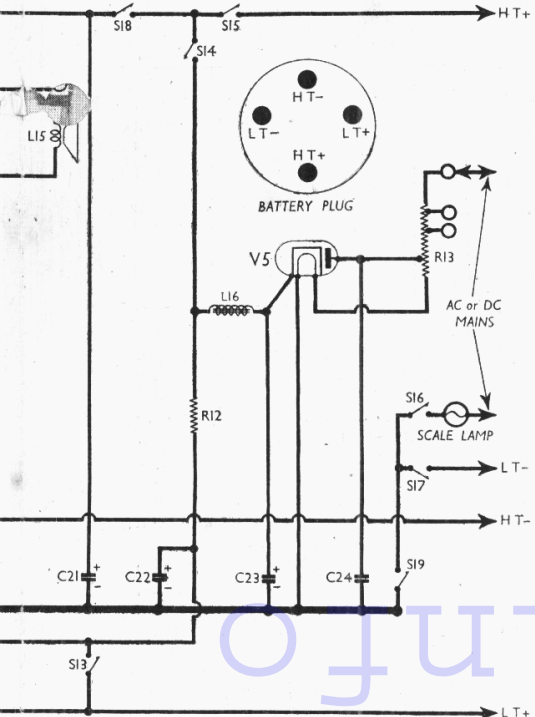 HT+
S18
S15
S14
HT-
LT-
LT+
HT+
L15
BATTERY PLUG
V5
R13
L16
AC or DC
MAINS
S16
R12
SCALE LAMP
LT-
S17
HT-
S19
C21
+
-
C22
+
-
C23
+
-
C24
S13
LT+